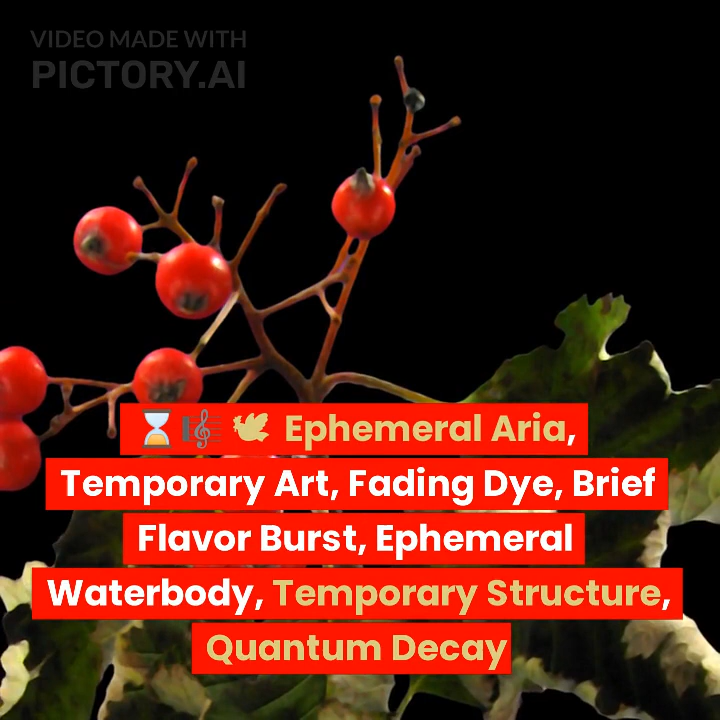 VIDEO MADE WITH
PICTORY.AI
⏳🎼🕊 Ephemeral Aria,
Temporary Art, Fading Dye, Brief
Flavor Burst, Ephemeral
Waterbody, Temporary Structure,
Quantum Decay